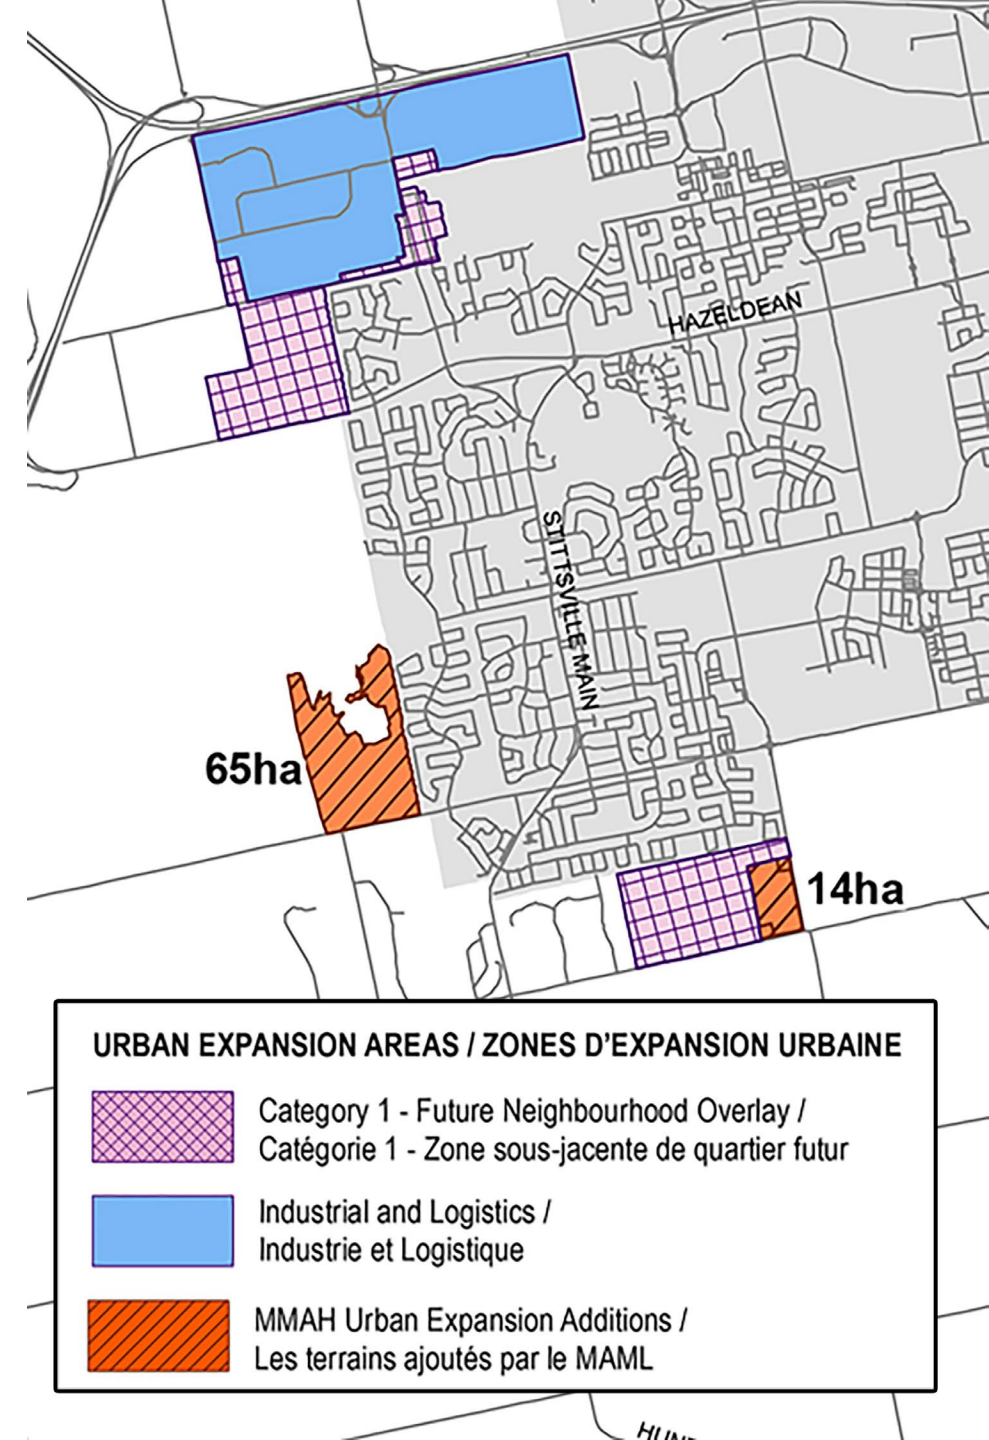 HAZELDEAN
STITTSVILLE MAIN
65ha
14ha
URBAN EXPANSION AREAS / ZONES D'EXPANSION URBAINE
Category 1 - Future Neighbourhood Overlay /
Catégorie 1 - Zone sous-jacente de quartier futur
Industrial and Logistics /
Industrie et Logistique
MMAH Urban Expansion Additions /
Les terrains ajoutés par le MAML